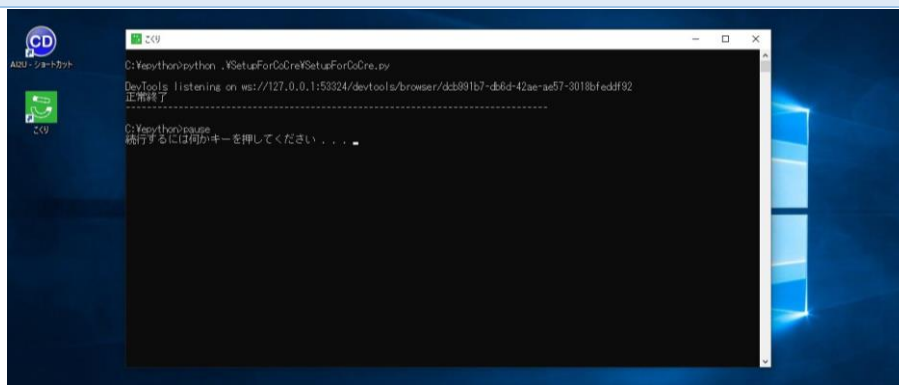 CD
AI2U - ショートカット
こくり
こくり
C:¥epython>python .¥SetupForCoCre¥SetupForCoCre.py
DevTools listening on ws://127.0.0.1:53324/devtools/browser/dcb991b7-db6d-42ae-ae57-3018bfeddf92
正常終了
--------------------------------------------------------------------------------
C:¥epython>pause
続行するには何かキーを押してください . . .